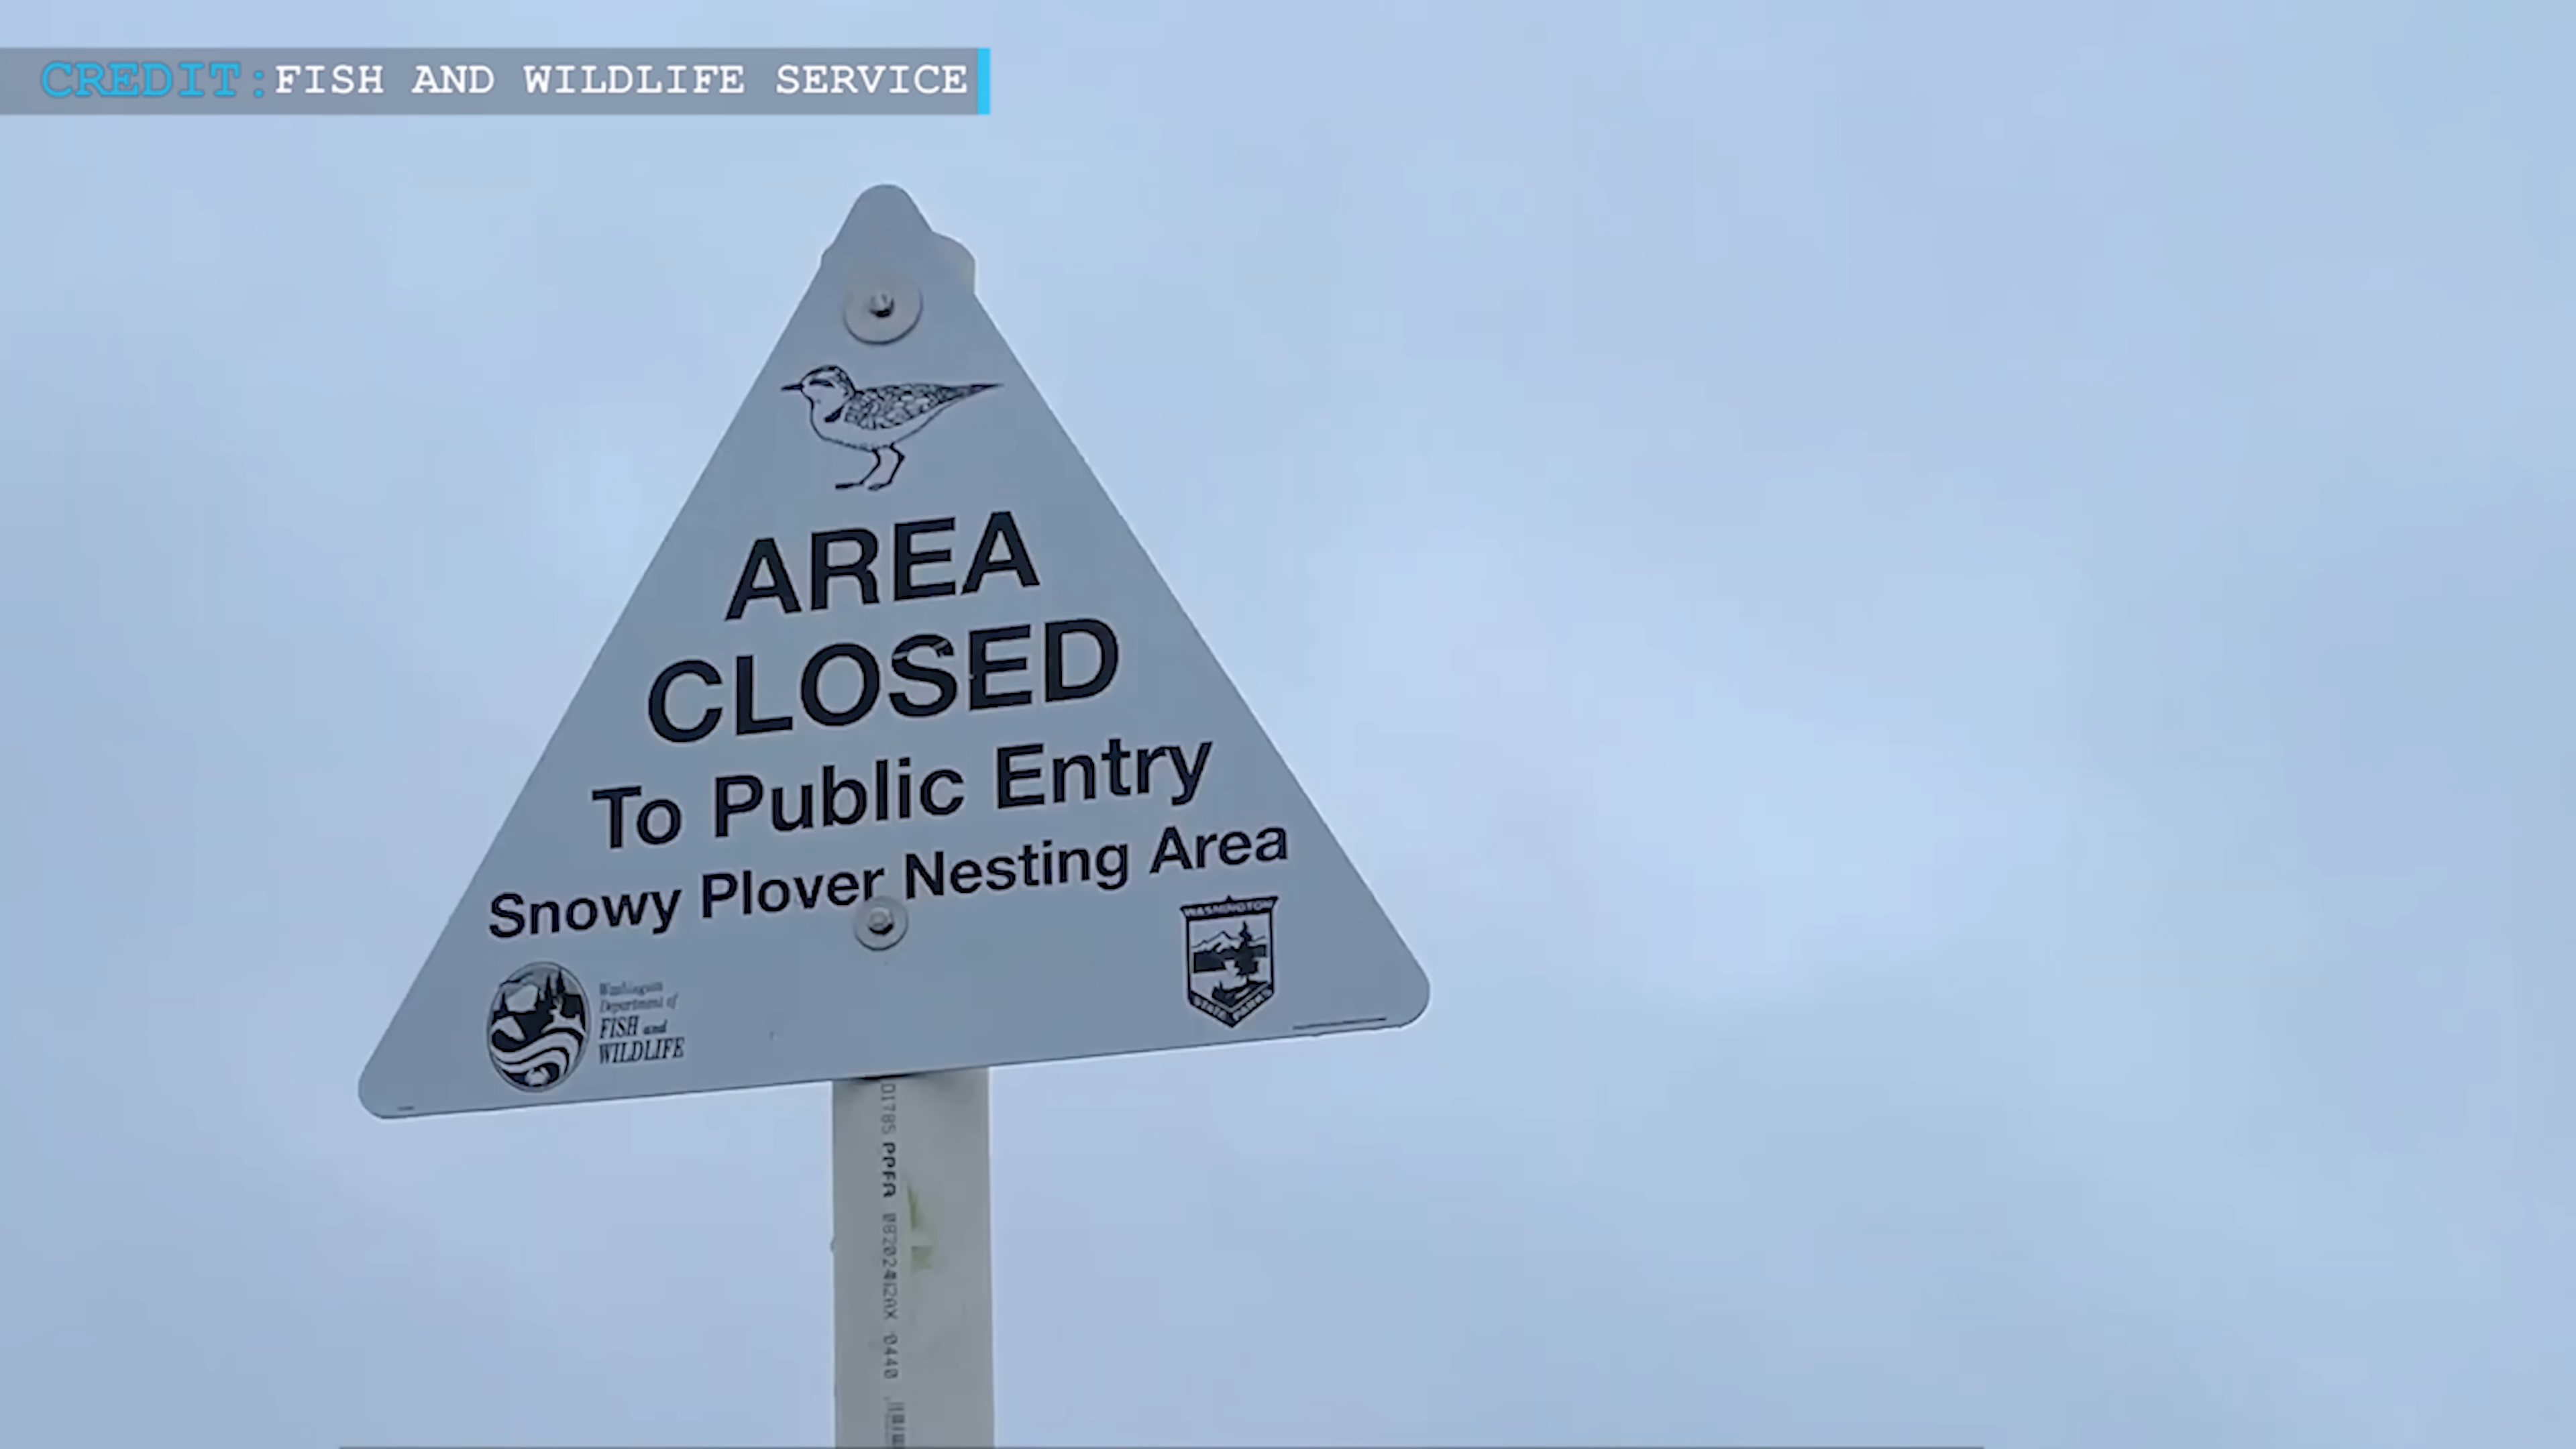 CREDIT:FISH AND WILDLIFE SERVICE
AREA
CLOSED
To Public Entry
Snowy Plover Nesting Area
WASHINGTON
STATE PARKS
Washington
Department of
FISH and
WILDLIFE